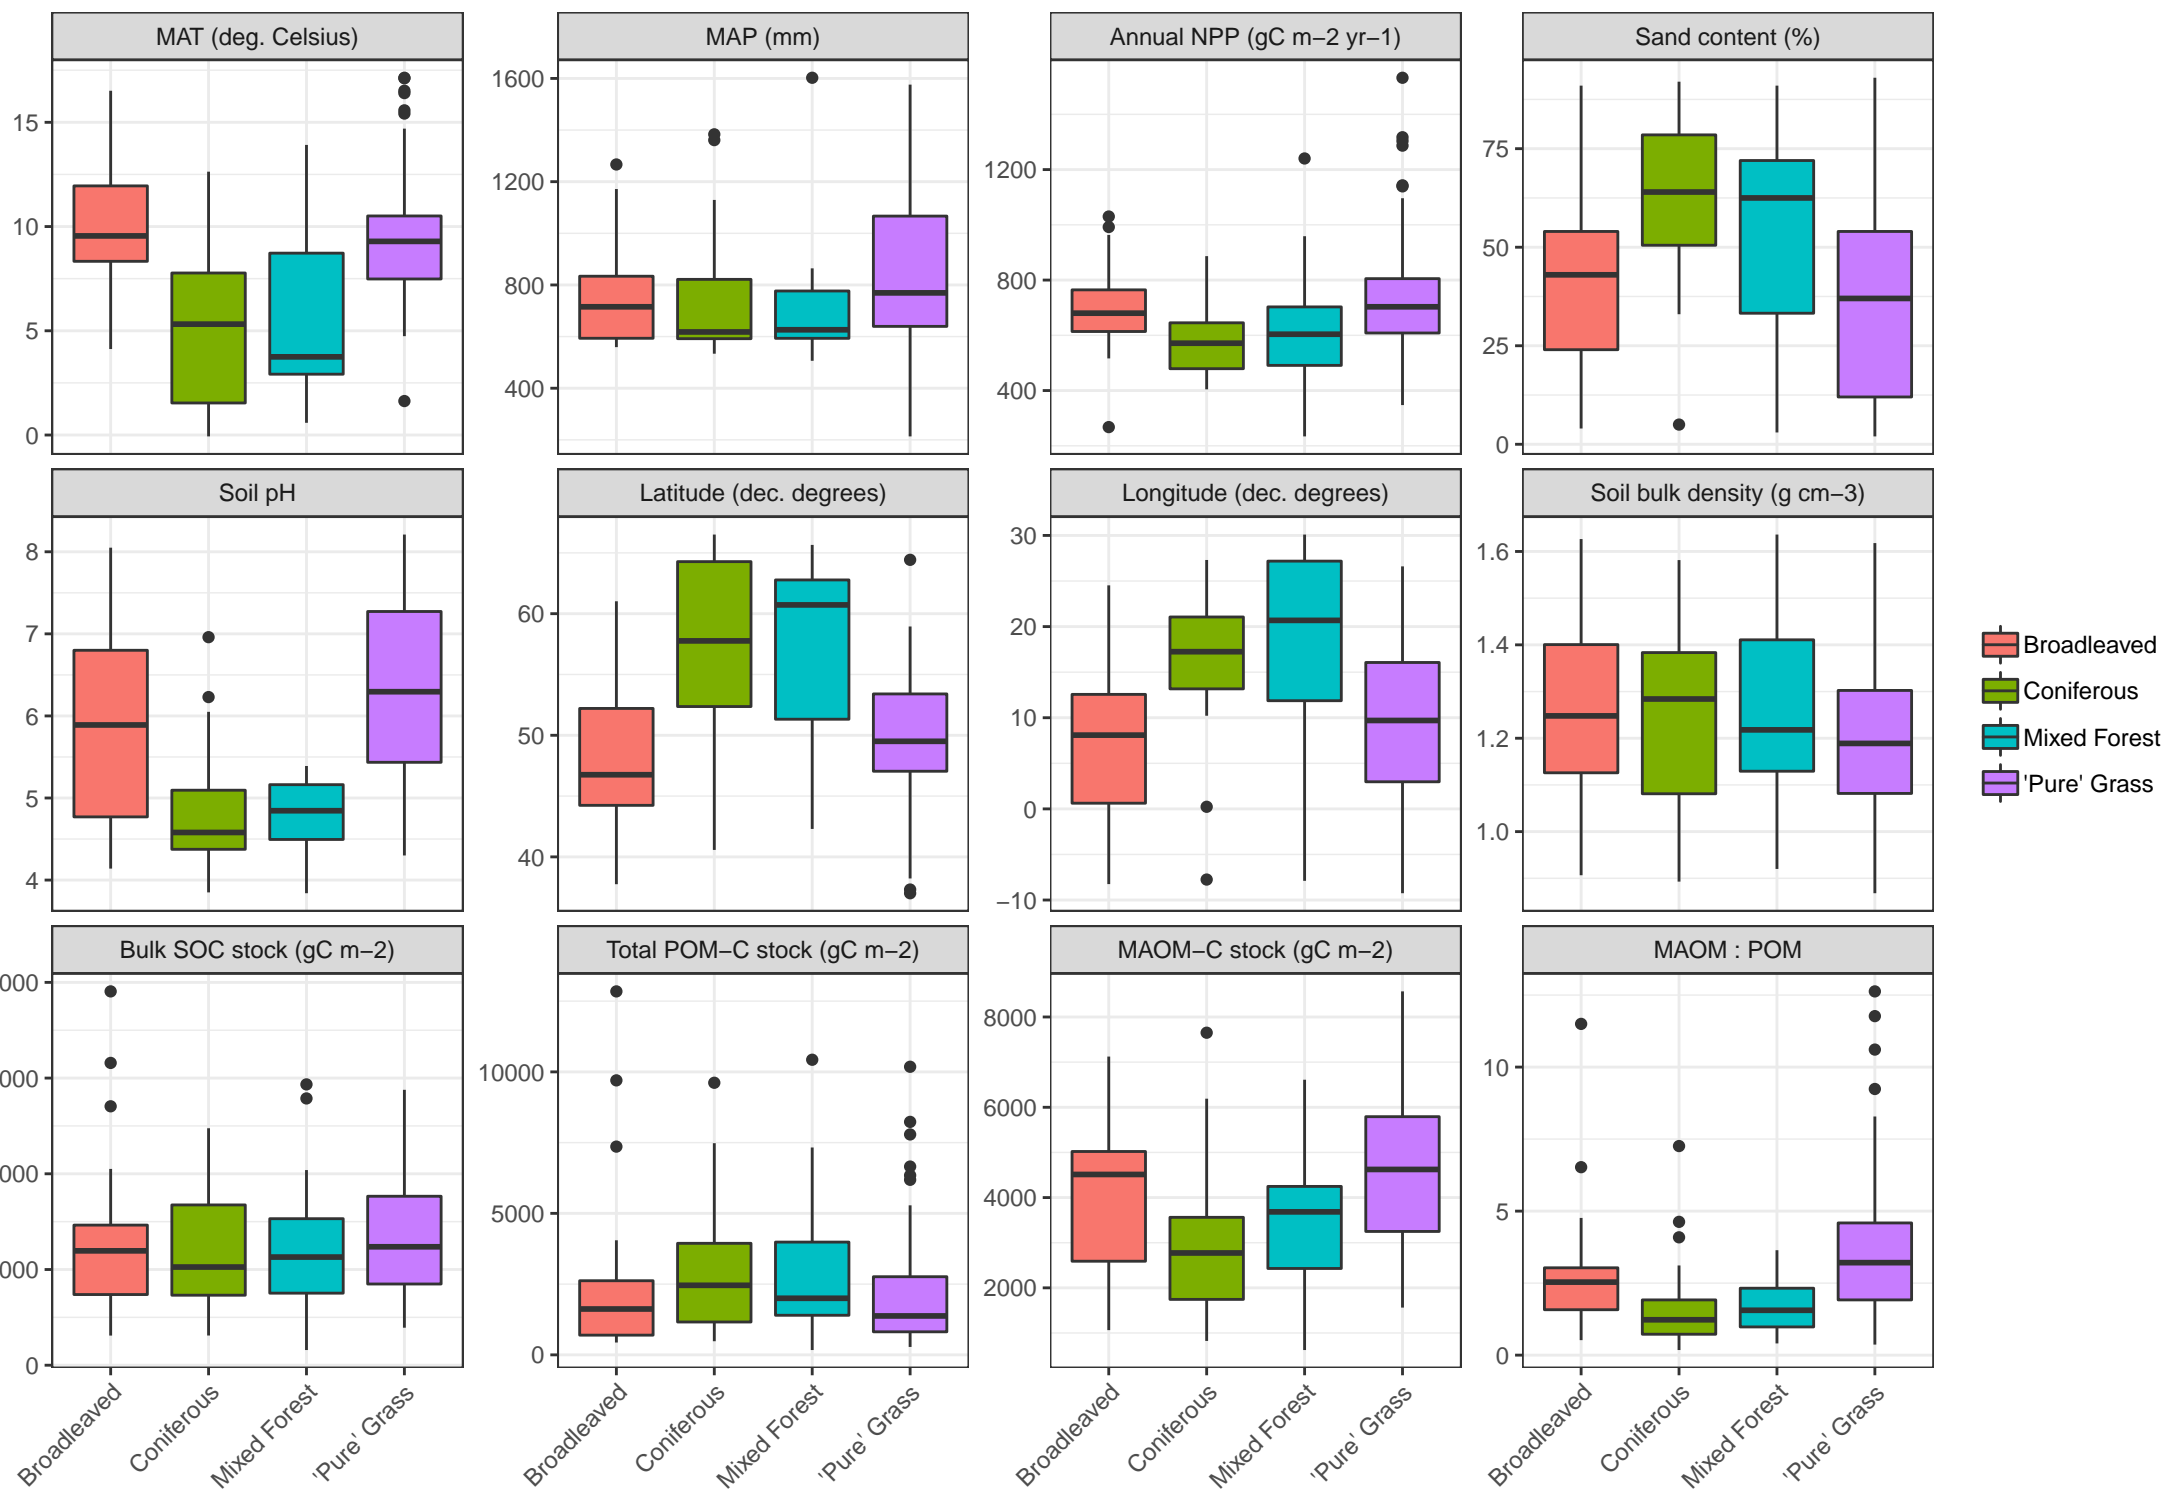 MAT (deg. Celsius)
MAP (mm)
Annual NPP (gC m−2 yr−1)
Sand content (%)
15
10
5
0
1600
1200
800
400
1200
800
400
75
50
25
0
Soil pH
Latitude (dec. degrees)
Longitude (dec. degrees)
Soil bulk density (g cm−3)
8
7
6
5
4
60
50
40
30
20
10
0
−10
1.6
1.4
1.2
1.0
Broadleaved
Coniferous
Mixed Forest
'Pure' Grass
Bulk SOC stock (gC m−2)
Total POM−C stock (gC m−2)
MAOM−C stock (gC m−2)
MAOM : POM
000
000
000
000
0
10000
5000
0
8000
6000
4000
2000
10
5
0
Broadleaved
Coniferous
Mixed Forest
'Pure' Grass
Broadleaved
Coniferous
Mixed Forest
'Pure' Grass
Broadleaved
Coniferous
Mixed Forest
'Pure' Grass
Broadleaved
Coniferous
Mixed Forest
'Pure' Grass